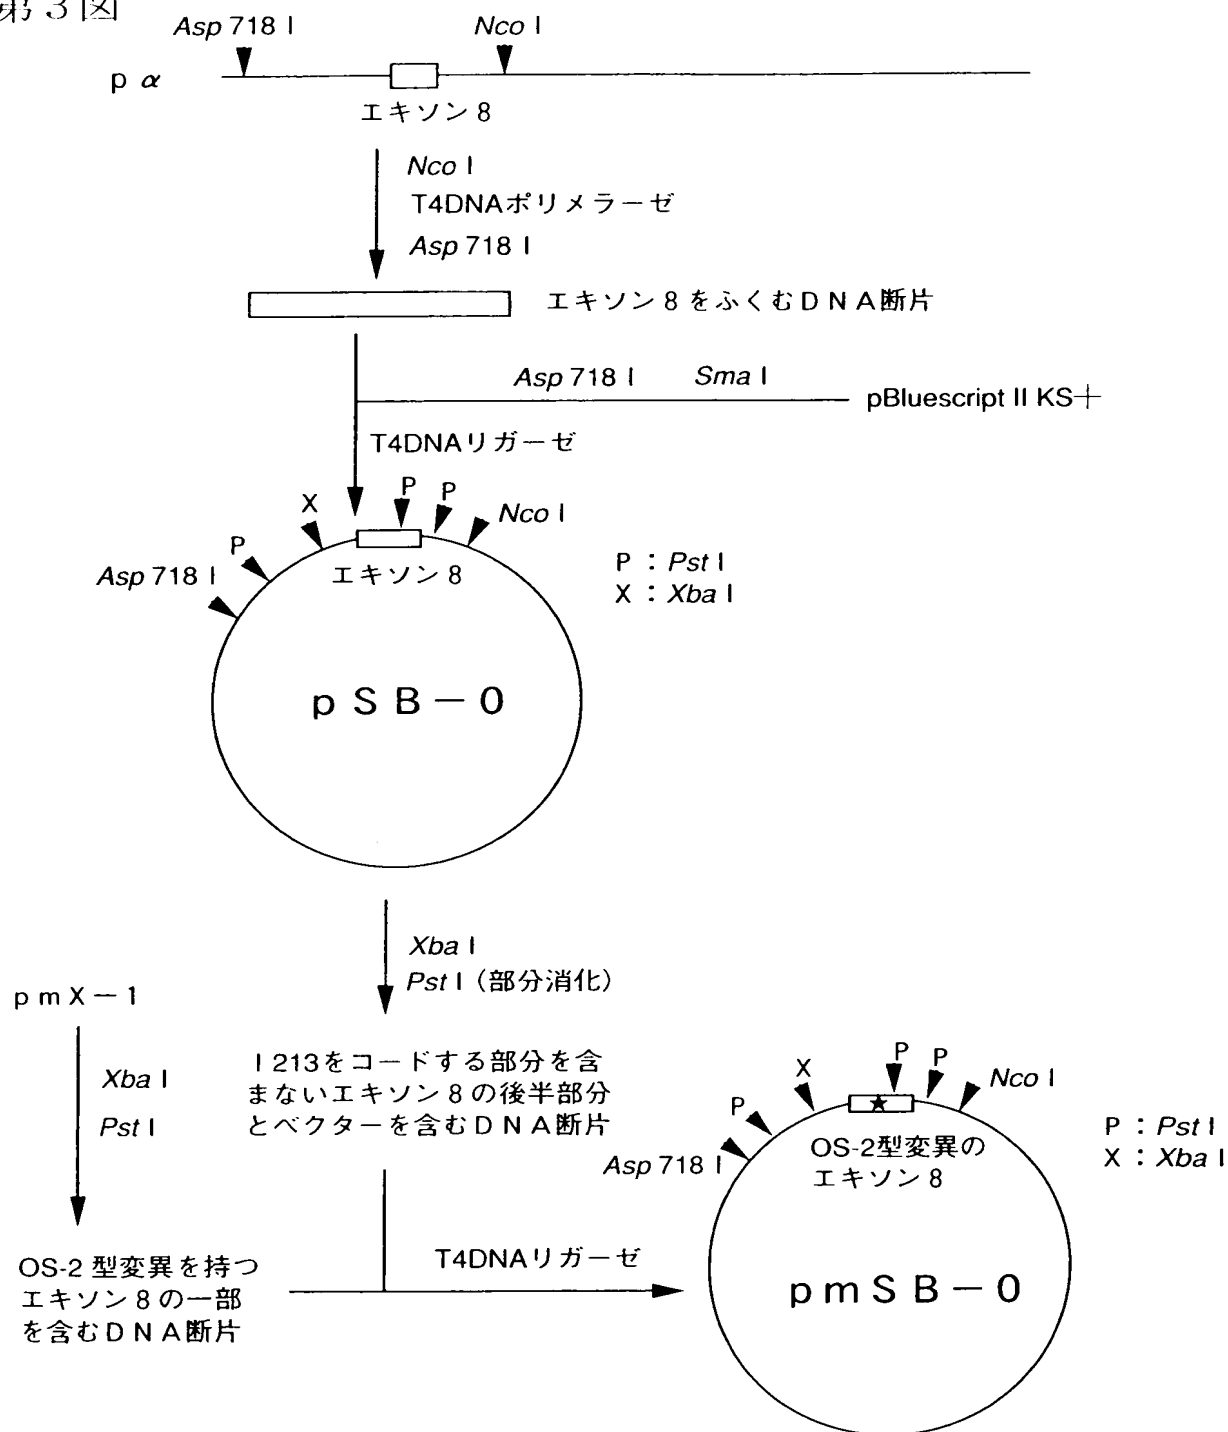 第3図
Asp 718 I
Nco I
p α
エキソン8
Nco I
T4DNAポリメラーゼ
Asp 718 I
エキソン8をふくむDNA断片
Asp 718 I Sma I
pBluescript II KS+
T4DNAリガーゼ
X
P
P
Nco I
P
Asp 718 I
エキソン8
P : Pst I
X : Xba I
pSB-0
Xba I
Pst I (部分消化)
pmX-1
Xba I
Pst I
I213をコードする部分を含
まないエキソン8の後半部分
とベクターを含むDNA断片
X
P
P
Nco I
P
Asp 718 I
OS-2型変異の
エキソン8
P : Pst I
X : Xba I
OS-2型変異を持つ
エキソン8の一部
を含むDNA断片
T4DNAリガーゼ
pmSB-0